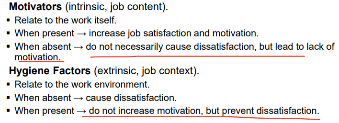 Motivators (intrinsic, job content).
• Relate to the work itself.
• When present → increase job satisfaction and motivation.
• When absent → do not necessarily cause dissatisfaction, but lead to lack of
motivation.
Hygiene Factors (extrinsic, job context).
• Relate to the work environment.
• When absent → cause dissatisfaction.
• When present → do not increase motivation, but prevent dissatisfaction.